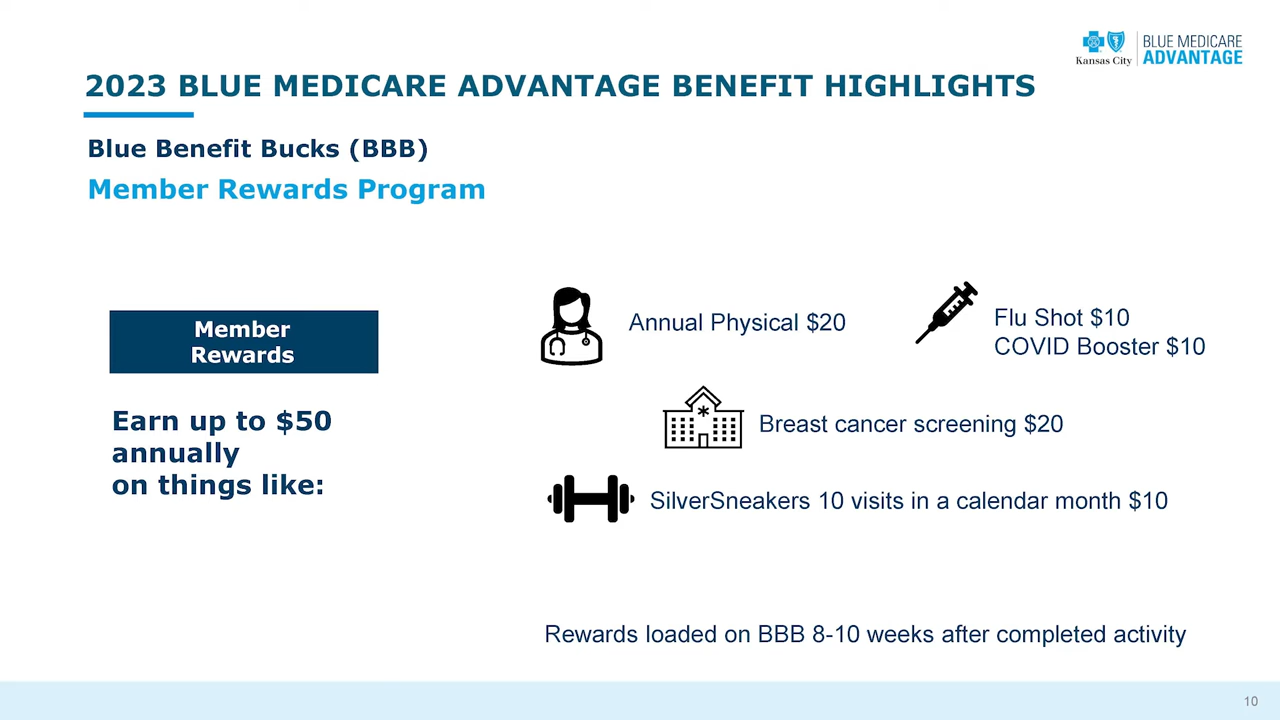 Kansas City
BLUE MEDICARE
ADVANTAGE
2023 BLUE MEDICARE ADVANTAGE BENEFIT HIGHLIGHTS
Blue Benefit Bucks (BBB)
Member Rewards Program
Member
Rewards
Earn up to $50
annually
on things like:
Annual Physical $20
Flu Shot $10
COVID Booster $10
Breast cancer screening $20
SilverSneakers 10 visits in a calendar month $10
Rewards loaded on BBB 8-10 weeks after completed activity
10